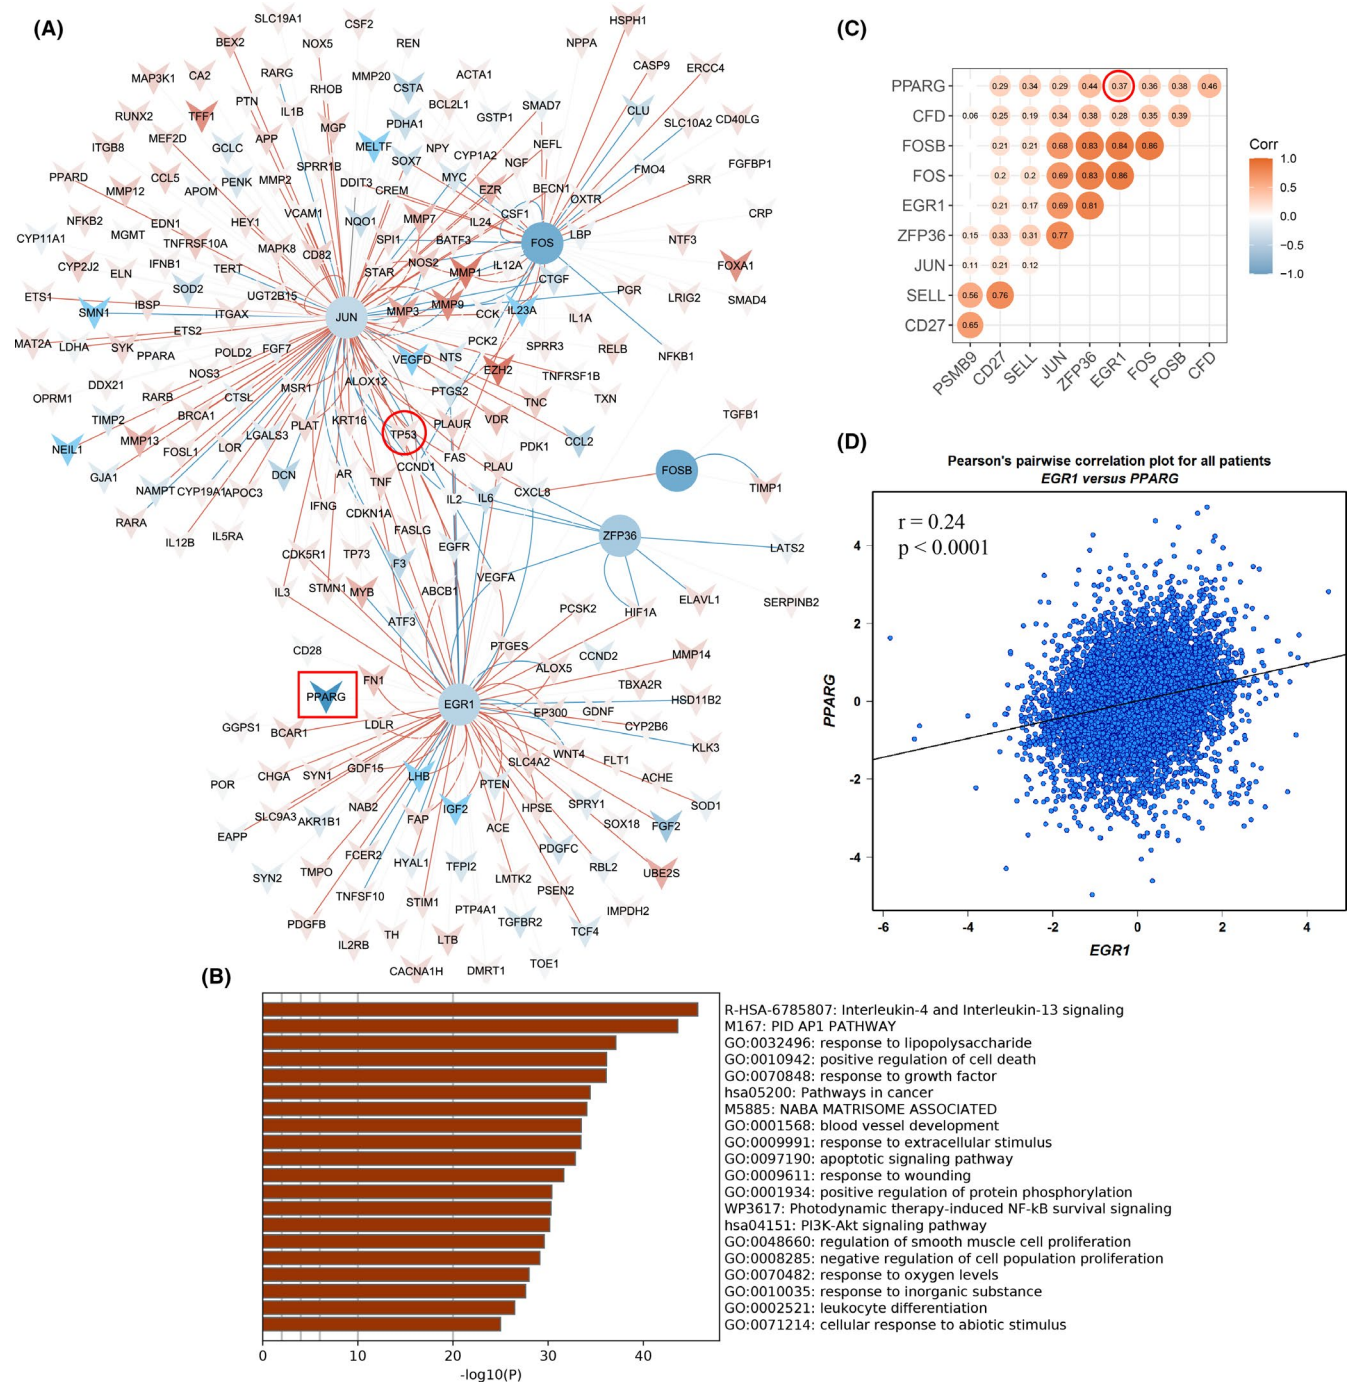 (A)
SLC19A1
CSF2
HSPH1
BEX2
NOX5
REN
NPPA
MAP3K1
CA2
RARG
MMP20
ACTA1
CASP9
ERCC4
RHOB
CSTA
PTN
IL1B
BCL2L1
SMAD7
RUNX2
TFF1
PDHA1
GSTP1
CLU
SLC10A2
CD40LG
MEF2D
APP
MGP
ITGB8
GCLC
MELTF
NPY
NEFL
SOX7
CYP1A2
NGF
FGFBP1
SPRR1B
FMO4
PPARD
CCL5
PENK
MMP2
DDIT3
MYC
SRR
MMP12
APOM
CREM
EZR
BECN1
OXTR
NFKB2
EDN1
HEY1
VCAM1
NQO1
MMP7
IL24
CSF1
CRP
CYP11A1
MGMT
TNFRSF10A
MAPK8
SPI1
BATF3
FOS
LBP
NTF3
CD82
CYP2J2
ELN
IFNB1
TERT
STAR
NOS2
MMP1
IL12A
CTGF
FOXA1
SOD2
UGT2B15
PGR
LRIG2
SMAD4
ETS1
SMN1
IBSP
ITGAX
JUN
MMP3
MMP9
CCK
IL23A
IL1A
ETS2
MAT2A
LDHA
SYK
PPARA
POLD2
FGF7
PCK2
SPRR3
RELB
NFKB1
VEGFD
NTS
NOS3
EZH2
TNFRSF1B
DDX21
MSR1
ALOX12
PTGS2
OPRM1
RARB
CTSL
TNC
TXN
TIMP2
BRCA1
PLAT
KRT16
TP53
PLAUR
VDR
TGFB1
NEIL1
MMP13
FOSL1
LOR
LGALS3
PDK1
CCL2
FAS
CCND1
PLAU
FOSB
GJA1
DCN
AR
TNF
NAMPT
CYP19A1
APOC3
IL2
IL6
CXCL8
TIMP1
IFNG
CDKN1A
RARA
IL12B
IL5RA
FASLG
ZFP36
CDK5R1
TP73
EGFR
LATS2
F3
IL3
STMN1
MYB
ABCB1
VEGFA
PCSK2
HIF1A
ELAVL1
SERPINB2
ATF3
CD28
PTGES
ALOX5
CCND2
MMP14
FN1
TBXA2R
PPARG
EGR1
HSD11B2
GGPS1
BCAR1
LDLR
EP300
GDNF
CYP2B6
KLK3
WNT4
FLT1
SLC4A2
POR
CHGA
SYN1
GDF15
LHB
PTEN
ACHE
SLC9A3
NAB2
IGF2
HPSE
SPRY1
SOD1
EAPP
AKR1B1
FAP
ACE
SOX18
FGF2
FCER2
HYAL1
TFPI2
PDGFC
RBL2
SYN2
TMPO
LMTK2
UBE2S
TNFSF10
STIM1
PSEN2
PDGFB
PTP4A1
TGFBR2
IMPDH2
IL2RB
TH
LTB
TCF4
CACNA1H
DMRT1
TOE1
(B)
R-HSA-6785807: Interleukin-4 and Interleukin-13 signaling
M167: PID AP1 PATHWAY
GO:0032496: response to lipopolysaccharide
GO:0010942: positive regulation of cell death
GO:0070848: response to growth factor
hsa05200: Pathways in cancer
M5885: NABA MATRISOME ASSOCIATED
GO:0001568: blood vessel development
GO:0009991: response to extracellular stimulus
GO:0097190: apoptotic signaling pathway
GO:0009611: response to wounding
GO:0001934: positive regulation of protein phosphorylation
WP3617: Photodynamic therapy-induced NF-kB survival signaling
hsa04151: PI3K-Akt signaling pathway
GO:0048660: regulation of smooth muscle cell proliferation
GO:0008285: negative regulation of cell population proliferation
GO:0070482: response to oxygen levels
GO:0010035: response to inorganic substance
GO:0002521: leukocyte differentiation
GO:0071214: cellular response to abiotic stimulus
0 10 20 30 40
-log10(P)
(C)
PPARG 0.29 0.34 0.29 0.44 0.37 0.36 0.38 0.46
CFD 0.06 0.25 0.19 0.34 0.38 0.28 0.35 0.39
FOSB 0.21 0.21 0.68 0.83 0.84 0.86
FOS 0.2 0.2 0.69 0.83 0.86
EGR1 0.21 0.17 0.69 0.81
ZFP36 0.15 0.33 0.31 0.77
JUN 0.11 0.21 0.12
SELL 0.56 0.76
CD27 0.65
PSMB9 CD27 SELL JUN ZFP36 EGR1 FOS FOSB CFD
Corr
1.0
0.5
0.0
−0.5
−1.0
(D)
Pearson's pairwise correlation plot for all patients
EGR1 versus PPARG
r = 0.24
p < 0.0001
PPARG
4
2
0
-2
-4
-6 -4 -2 0 2 4
EGR1